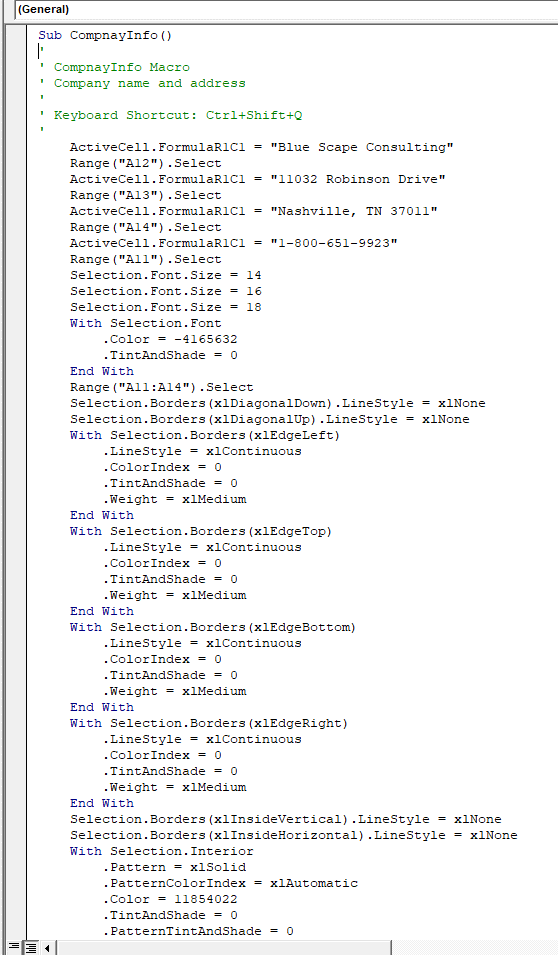 (General)
Sub CompnayInfo()
'
' CompnayInfo Macro
' Company name and address
'
' Keyboard Shortcut: Ctrl+Shift+Q
'
    ActiveCell.FormulaR1C1 = "Blue Scape Consulting"
    Range("A12").Select
    ActiveCell.FormulaR1C1 = "11032 Robinson Drive"
    Range("A13").Select
    ActiveCell.FormulaR1C1 = "Nashville, TN 37011"
    Range("A14").Select
    ActiveCell.FormulaR1C1 = "1-800-651-9923"
    Range("A11").Select
    Selection.Font.Size = 14
    Selection.Font.Size = 16
    Selection.Font.Size = 18
    With Selection.Font
        .Color = -4165632
        .TintAndShade = 0
    End With
    Range("A11:A14").Select
    Selection.Borders(xlDiagonalDown).LineStyle = xlNone
    Selection.Borders(xlDiagonalUp).LineStyle = xlNone
    With Selection.Borders(xlEdgeLeft)
        .LineStyle = xlContinuous
        .ColorIndex = 0
        .TintAndShade = 0
        .Weight = xlMedium
    End With
    With Selection.Borders(xlEdgeTop)
        .LineStyle = xlContinuous
        .ColorIndex = 0
        .TintAndShade = 0
        .Weight = xlMedium
    End With
    With Selection.Borders(xlEdgeBottom)
        .LineStyle = xlContinuous
        .ColorIndex = 0
        .TintAndShade = 0
        .Weight = xlMedium
    End With
    With Selection.Borders(xlEdgeRight)
        .LineStyle = xlContinuous
        .ColorIndex = 0
        .TintAndShade = 0
        .Weight = xlMedium
    End With
    Selection.Borders(xlInsideVertical).LineStyle = xlNone
    Selection.Borders(xlInsideHorizontal).LineStyle = xlNone
    With Selection.Interior
        .Pattern = xlSolid
        .PatternColorIndex = xlAutomatic
        .Color = 11854022
        .TintAndShade = 0
        .PatternTintAndShade = 0